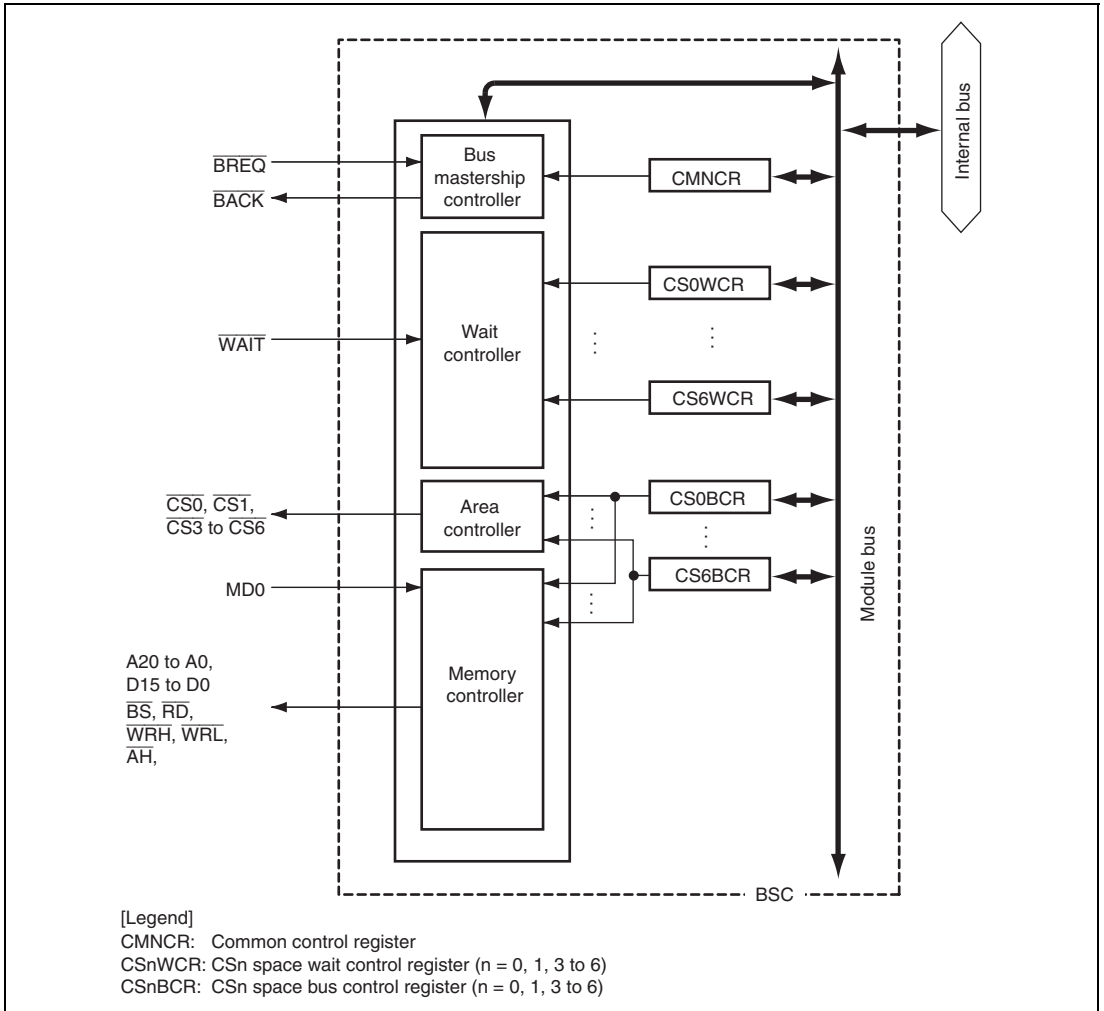 Internal bus
BREQ
BACK
Bus
mastership
controller
CMNCR
WAIT
Wait
controller
CS0WCR
CS6WCR
CS0, CS1,
CS3 to CS6
Area
controller
CS0BCR
CS6BCR
MD0
Module bus
A20 to A0,
D15 to D0
BS, RD,
WRH, WRL,
AH,
Memory
controller
BSC
[Legend]
CMNCR: Common control register
CSnWCR: CSn space wait control register (n = 0, 1, 3 to 6)
CSnBCR: CSn space bus control register (n = 0, 1, 3 to 6)